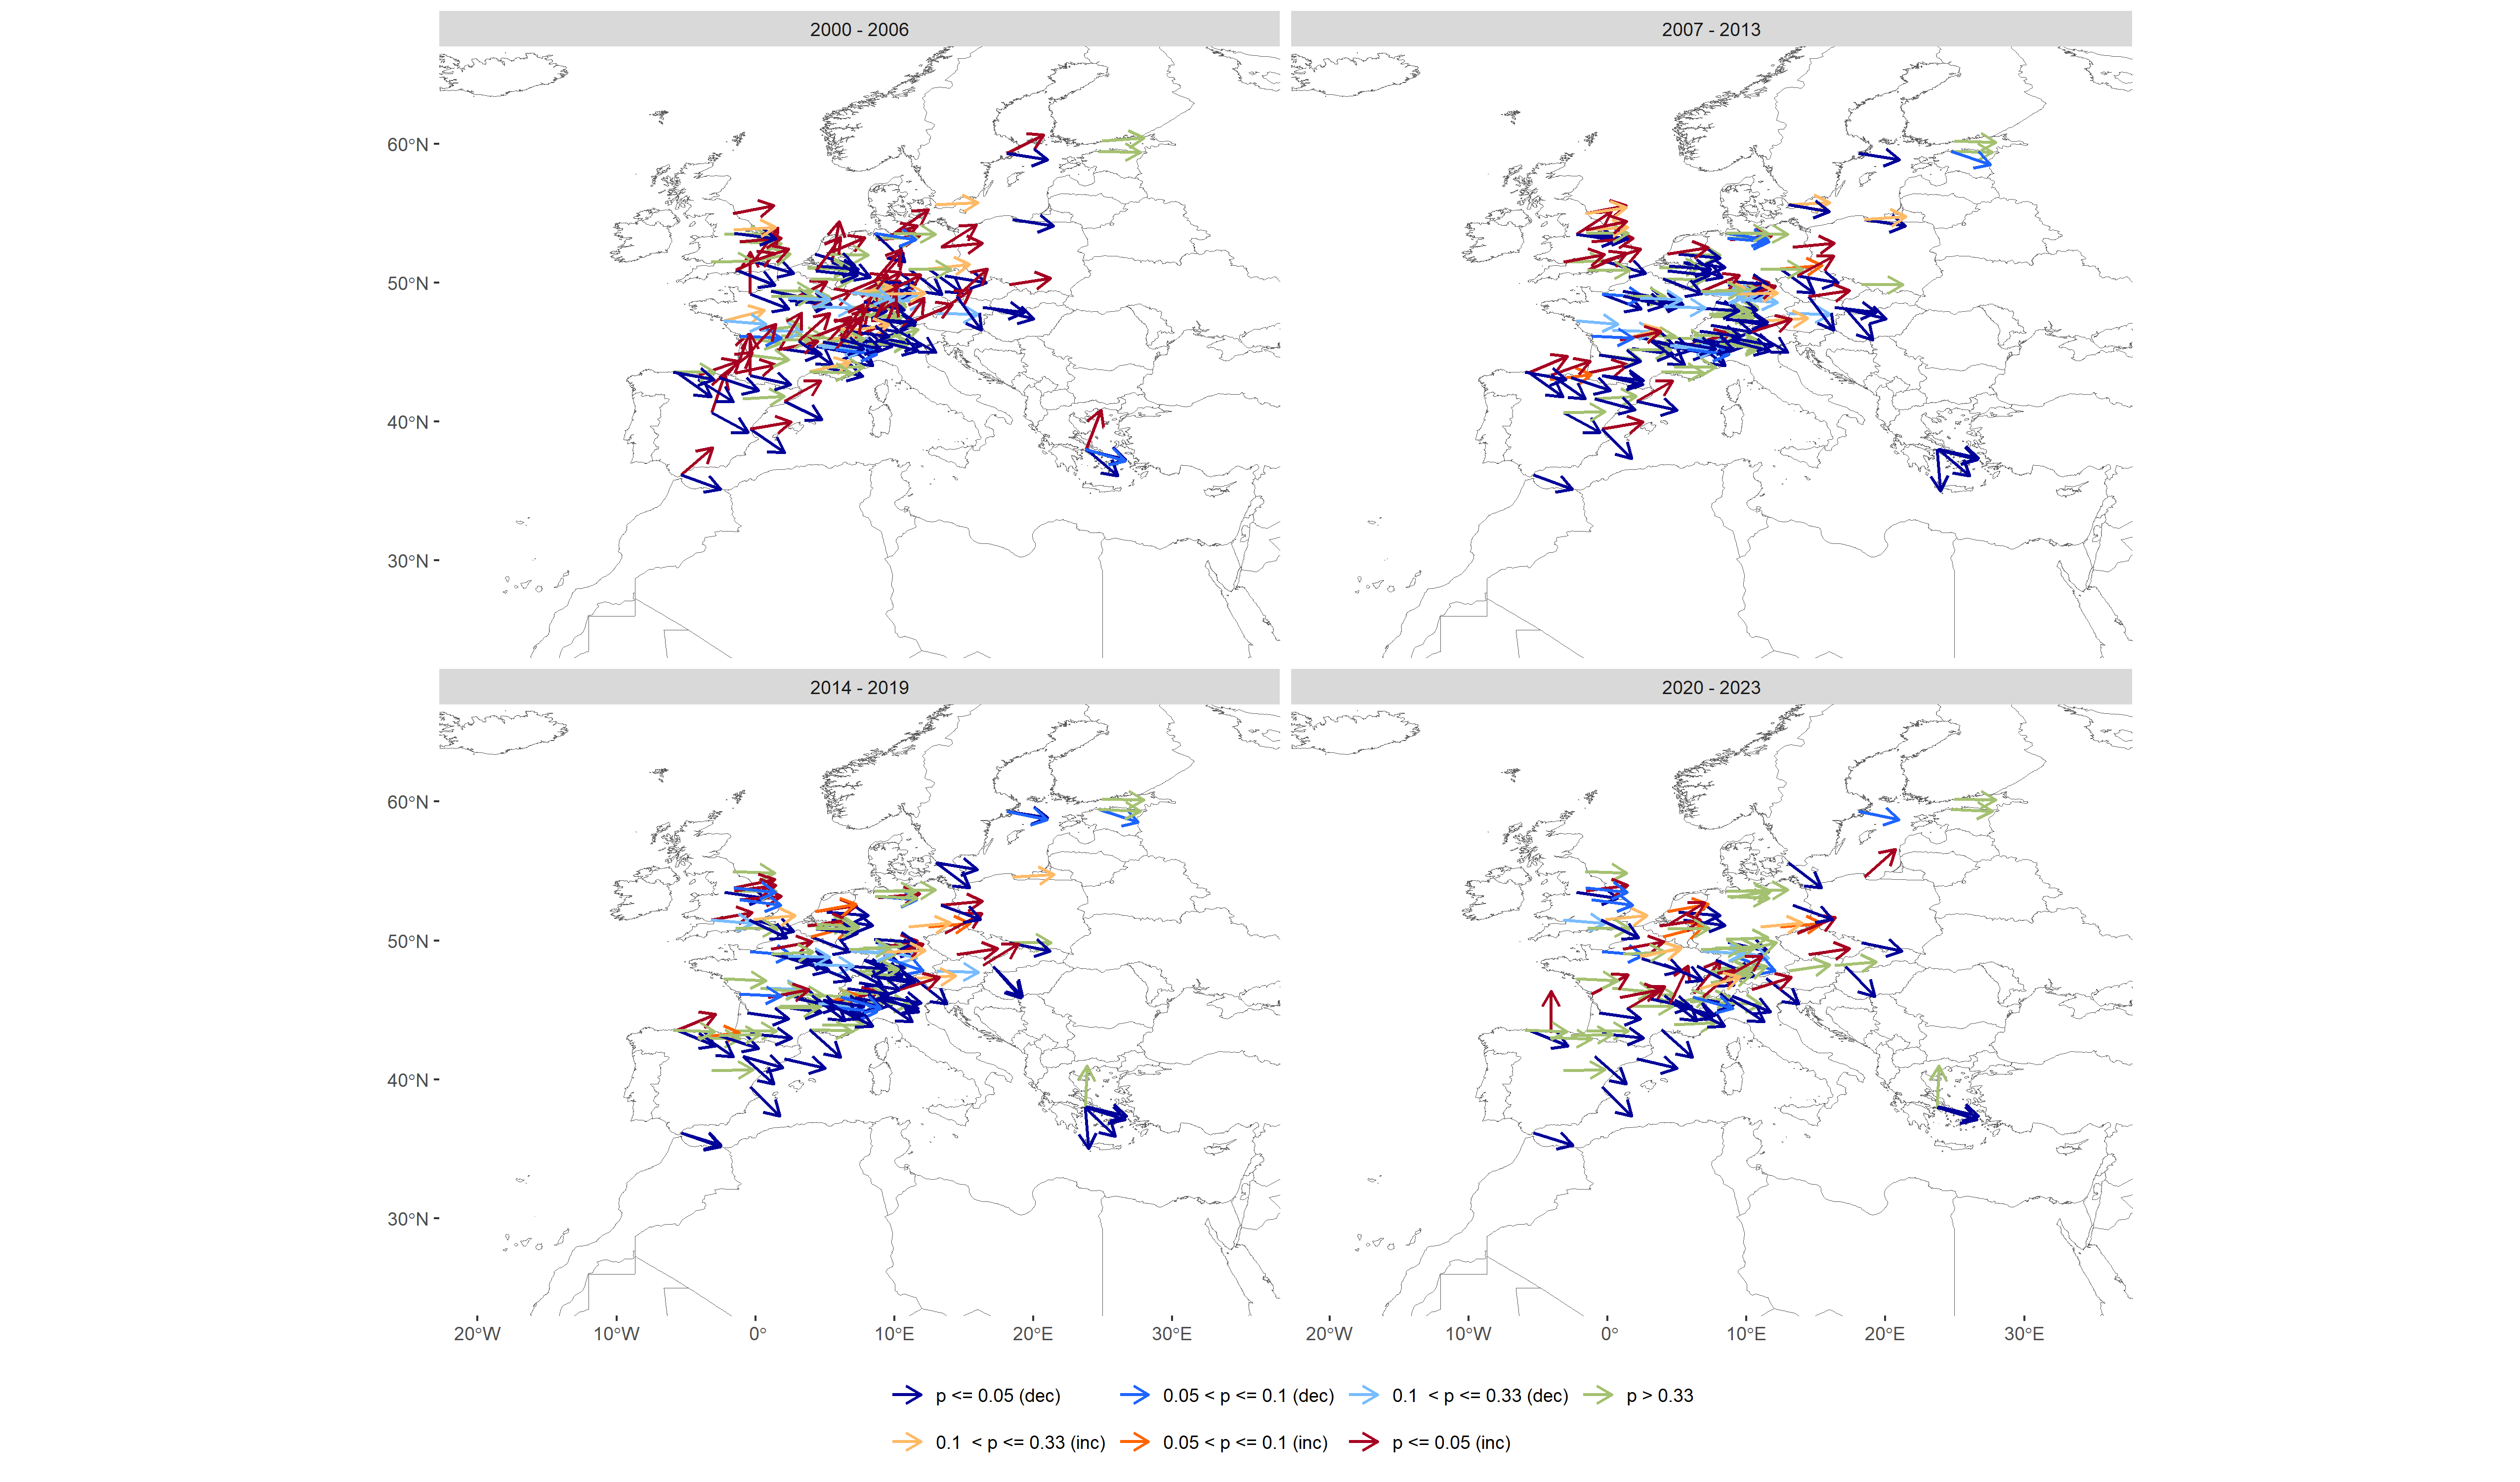 2000 - 2006
2007 - 2013
60°N
50°N
40°N
30°N
2014 - 2019
2020 - 2023
60°N
50°N
40°N
30°N
20°W 10°W 0° 10°E 20°E 30°E
20°W 10°W 0° 10°E 20°E 30°E
p <= 0.05 (dec) 0.05 < p <= 0.1 (dec) 0.1 < p <= 0.33 (dec) p > 0.33
0.1 < p <= 0.33 (inc) 0.05 < p <= 0.1 (inc) p <= 0.05 (inc)